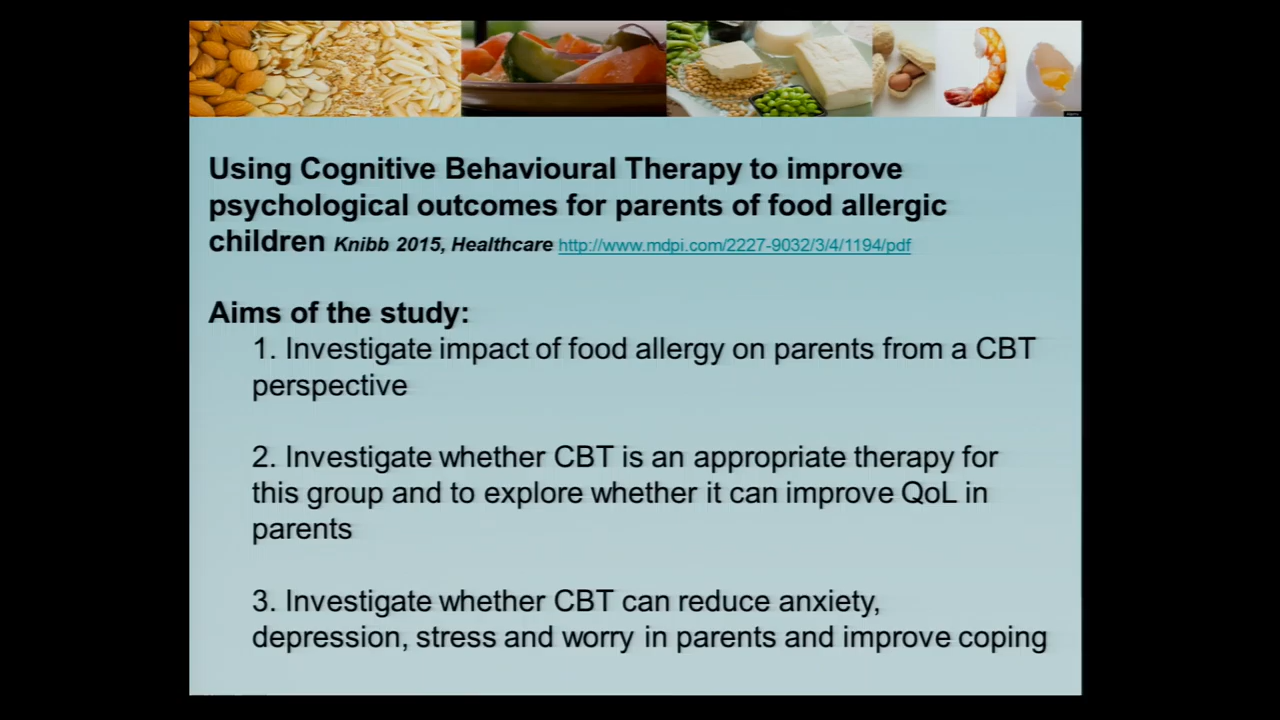 Using Cognitive Behavioural Therapy to improve
psychological outcomes for parents of food allergic
children Knibb 2015, Healthcare http://www.mdpi.com/2227-9032/3/4/1194/pdf
Aims of the study:
1. Investigate impact of food allergy on parents from a CBT
perspective
2. Investigate whether CBT is an appropriate therapy for
this group and to explore whether it can improve QoL in
parents
3. Investigate whether CBT can reduce anxiety,
depression, stress and worry in parents and improve coping